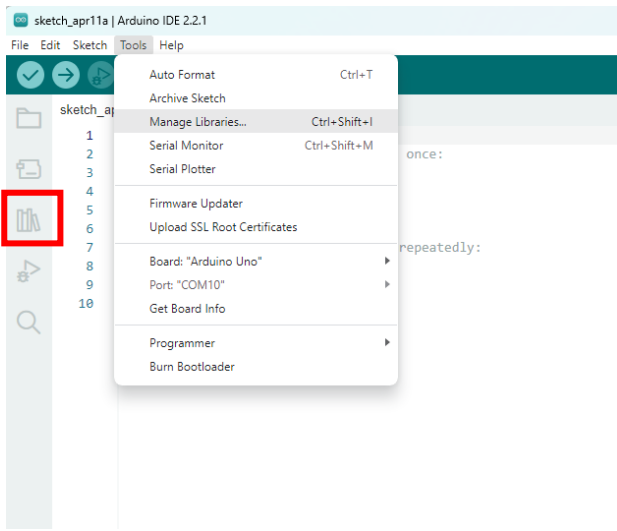 sketch_apr11a | Arduino IDE 2.2.1
File Edit Sketch Tools Help
sketch_ap
Auto Format Ctrl+T
Archive Sketch
Manage Libraries... Ctrl+Shift+I
Serial Monitor Ctrl+Shift+M
Serial Plotter
Firmware Updater
Upload SSL Root Certificates
Board: "Arduino Uno"
Port: "COM10"
Get Board Info
Programmer
Burn Bootloader
1
2 once:
3
4
5
6
7 repeatedly:
8
9
10